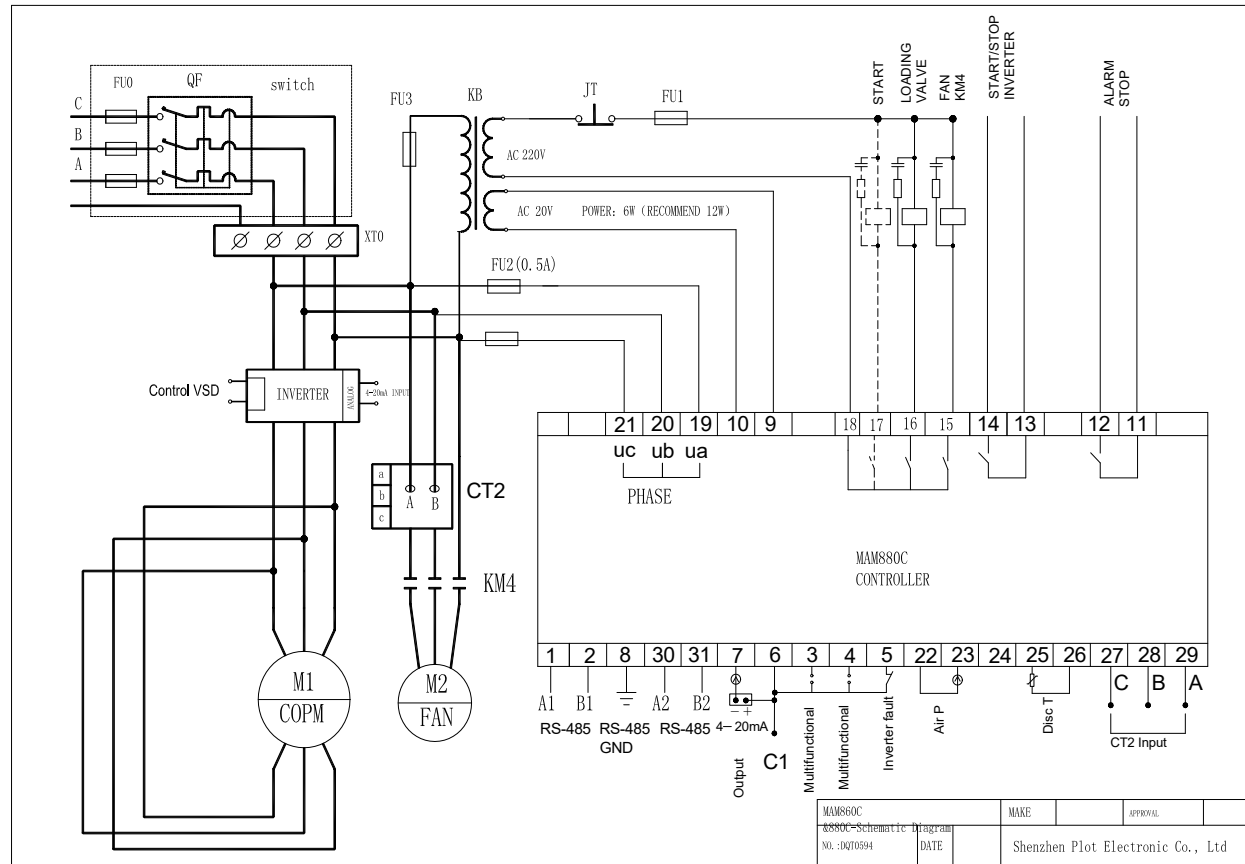 FU0
QF
switch
C
B
A
XT0
FU3
KB
JT
FU1
AC 220V
AC 20V
POWER: 6W (RECOMMEND 12W)
START
LOADING
VALVE
FAN
KM4
START/STOP
INVERTER
ALARM
STOP
FU2(0.5A)
Control VSD
INVERTER
ANALOG
4-20mA INPUT
21
20
19
10
9
18
17
16
15
14
13
12
11
uc
ub
ua
PHASE
a
b
c
A
B
CT2
KM4
MAM880C
CONTROLLER
M1
COPM
M2
FAN
1
2
8
30
31
7
6
3
4
5
22
23
24
25
26
27
28
29
A1
B1
A2
B2
- +
C
B
A
RS-485
RS-485
GND
RS-485
4-20mA
C1
Output
Multifunctional
Multifunctional
Inverter fault
Air P
Disc T
CT2 Input
MAM860C
&880C-Schematic Diagram
MAKE
APPROVAL
NO.:DQT0594
DATE
Shenzhen Plot Electronic Co., Ltd